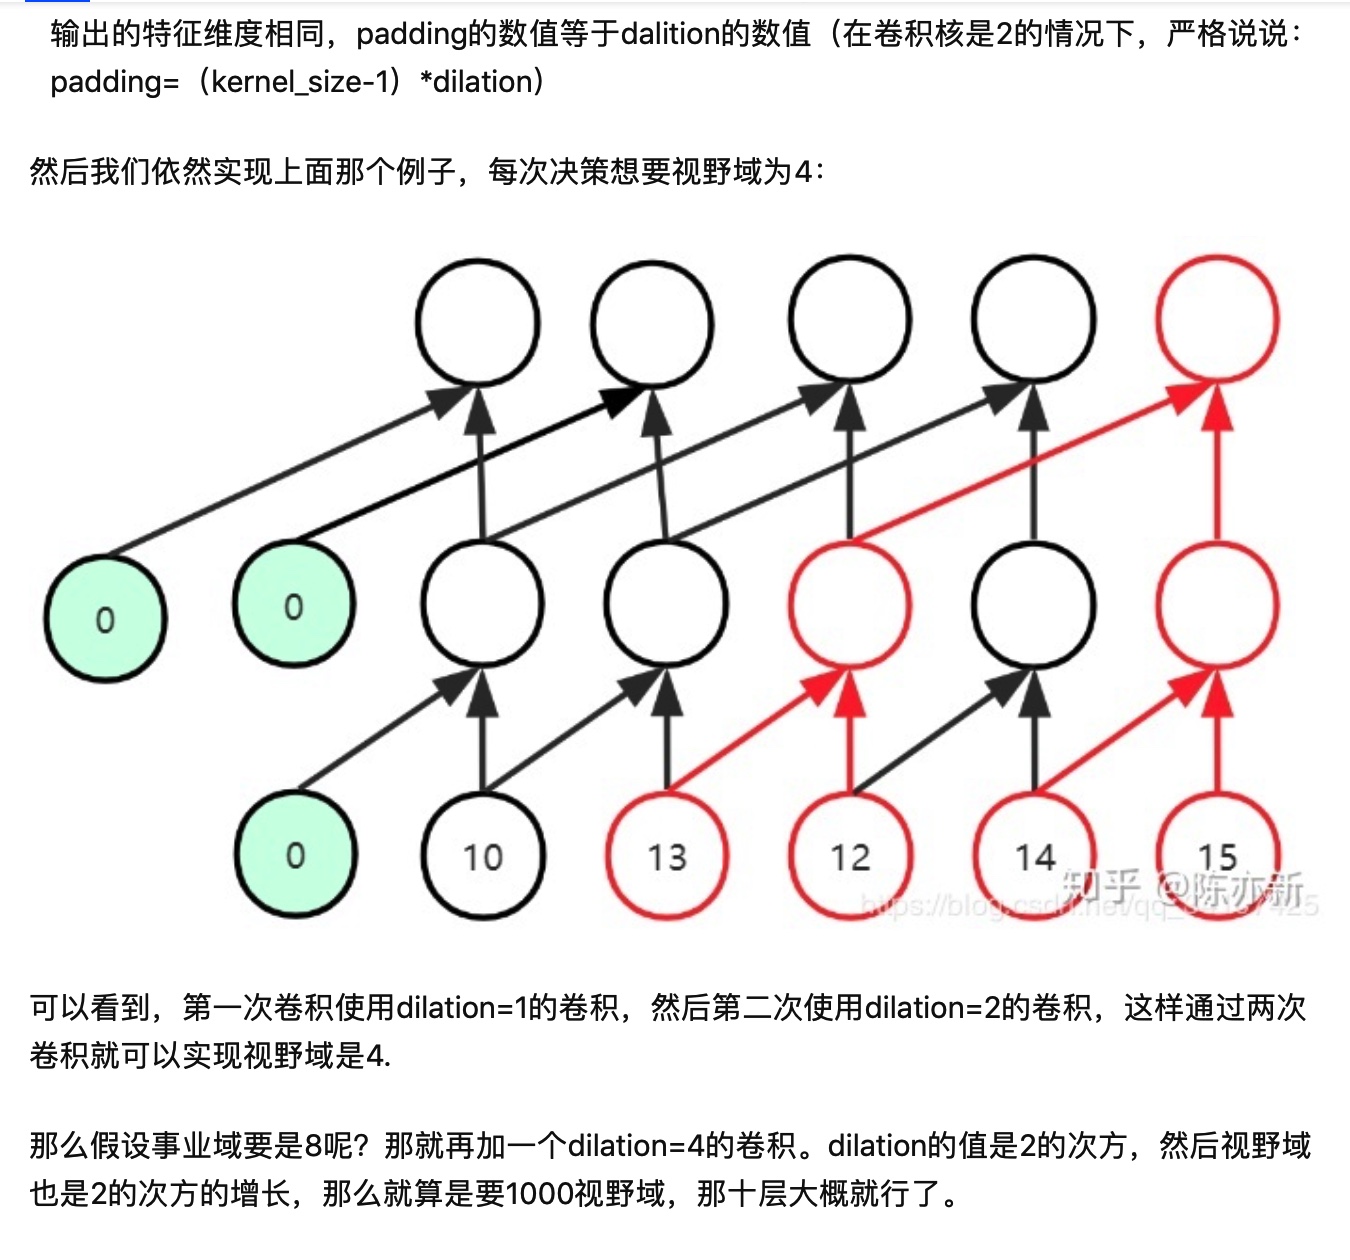 输出的特征维度相同，padding的数值等于dalition的数值（在卷积核是2的情况下，严格说说：
padding=（kernel_size-1）*dilation）
然后我们依然实现上面那个例子，每次决策想要视野域为4：
0
0
0 10 13 12 14 15
知乎 @陈亦新
可以看到，第一次卷积使用dilation=1的卷积，然后第二次使用dilation=2的卷积，这样通过两次
卷积就可以实现视野域是4.
那么假设事业域要是8呢？那就再加一个dilation=4的卷积。dilation的值是2的次方，然后视野域
也是2的次方的增长，那么就算是要1000视野域，那十层大概就行了。